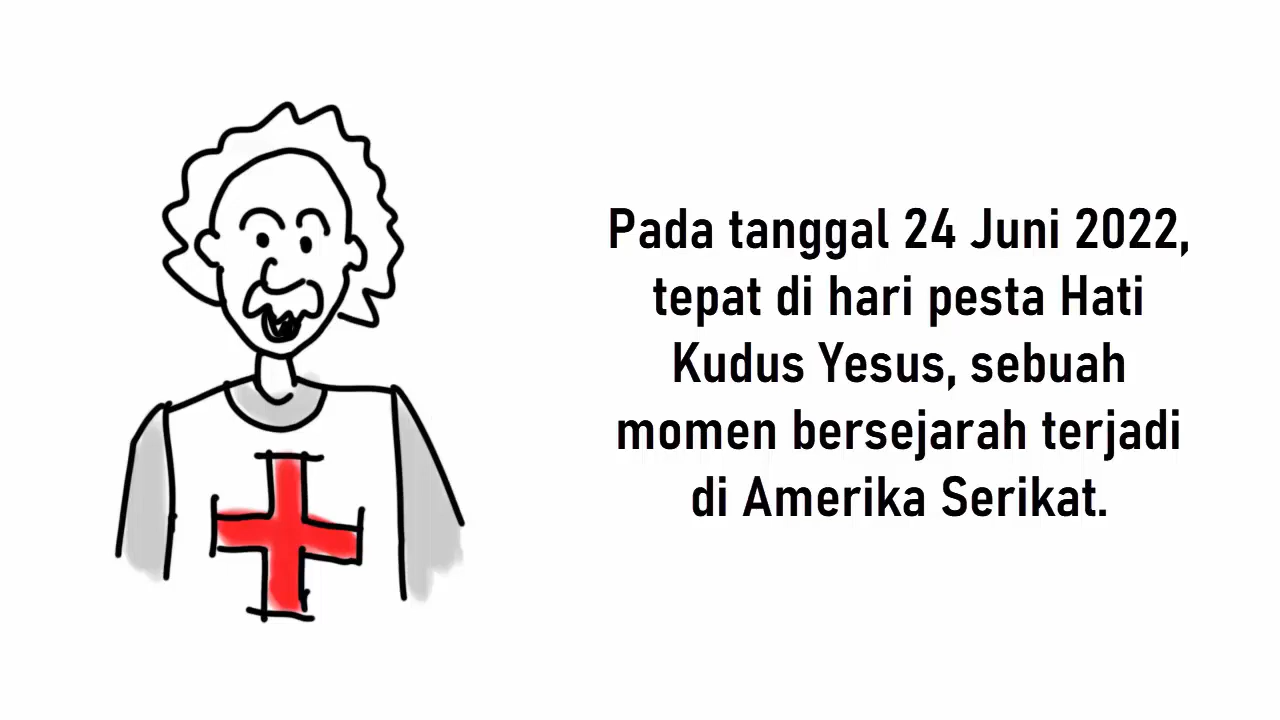 Pada tanggal 24 Juni 2022,
tepat di hari pesta Hati
Kudus Yesus, sebuah
momen bersejarah terjadi
di Amerika Serikat.